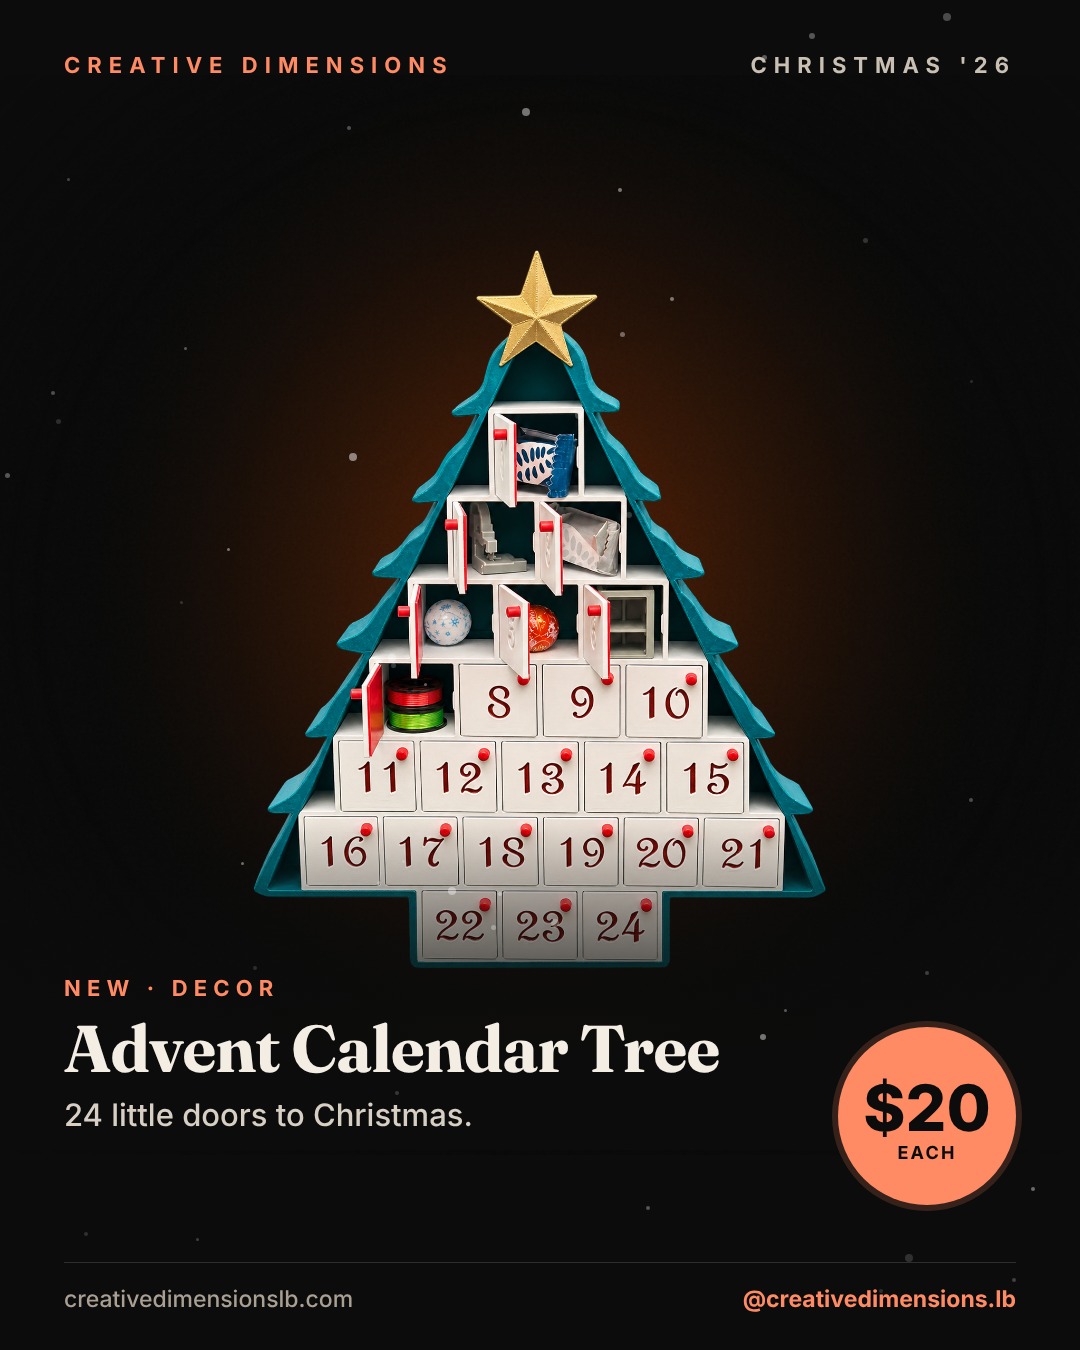 CREATIVE DIMENSIONS
CHRISTMAS '26
8 9 10
11 12 13 14 15
16 17 18 19 20 21
22 23 24
NEW · DECOR
Advent Calendar Tree
24 little doors to Christmas.
$20
EACH
creativedimensionslb.com
@creativedimensions.lb